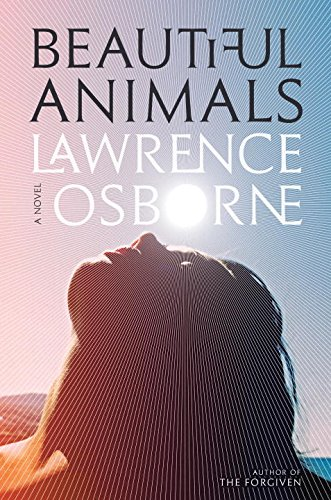 BEAUTIFUL
ANIMALS
LAWRENCE
OSBORNE
A NOVEL
AUTHOR OF
THE FORGIVEN